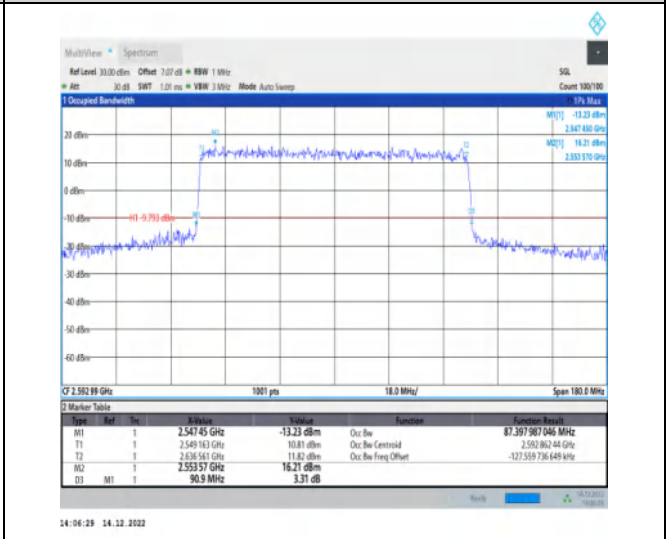 MultiView Spectrum
Ref Level 30.00 dBm Offset 7.07 dB RBW 1 MHz SGL
Att 30 dB SWT 1.01 ms VBW 3 MHz Mode Auto Sweep Count 100/100
1 Occupied Bandwidth 1Pk Max
M1[1] -13.23 dBm
2.547 450 GHz
20 dBm
M2[1] 16.21 dBm
2.553 570 GHz
10 dBm
0 dBm
-10 dBm H1 -9.793 dBm
-20 dBm
-30 dBm
-40 dBm
-50 dBm
-60 dBm
CF 2.592 99 GHz 1001 pts 18.0 MHz/ Span 180.0 MHz
2 Marker Table
Type Ref Trc X-Value Y-Value Function Function Result
M1 1 2.547 45 GHz -13.23 dBm Occ Bw 87.397 987 046 MHz
T1 1 2.549 163 GHz 10.81 dBm Occ Bw Centroid 2.592 862 44 GHz
T2 1 2.636 561 GHz 11.82 dBm Occ Bw Freq Offset -127.559 736 649 kHz
M2 1 2.553 57 GHz 16.21 dBm
D3 M1 1 90.9 MHz 3.31 dB
Ready 14.12.2022
14:06:29 14.12.2022